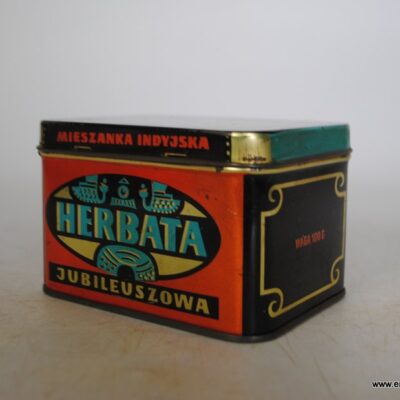 MIESZANKA INDYJSKA
HERBATA
JUBILEUSZOWA
WAGA 100 G